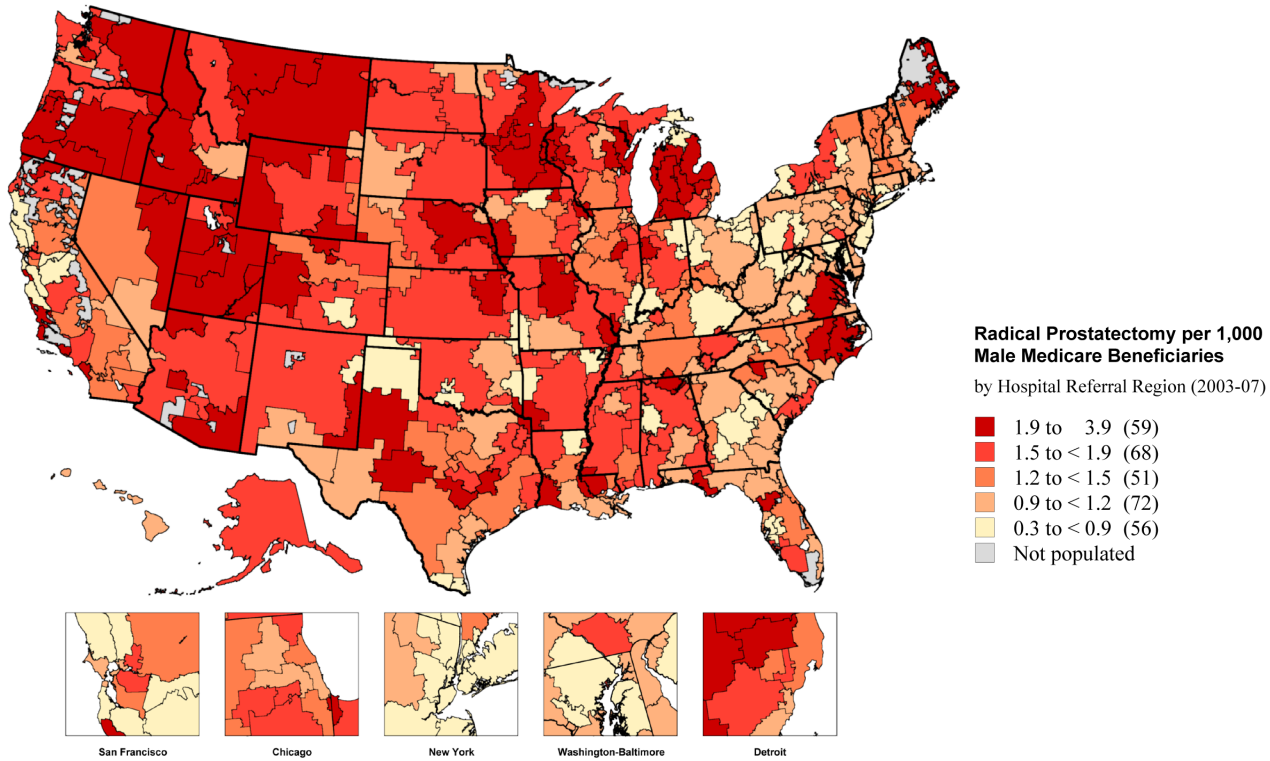 Radical Prostatectomy per 1,000
Male Medicare Beneficiaries
by Hospital Referral Region (2003-07)
1.9 to 3.9 (59)
1.5 to < 1.9 (68)
1.2 to < 1.5 (51)
0.9 to < 1.2 (72)
0.3 to < 0.9 (56)
Not populated
San Francisco
Chicago
New York
Washington-Baltimore
Detroit